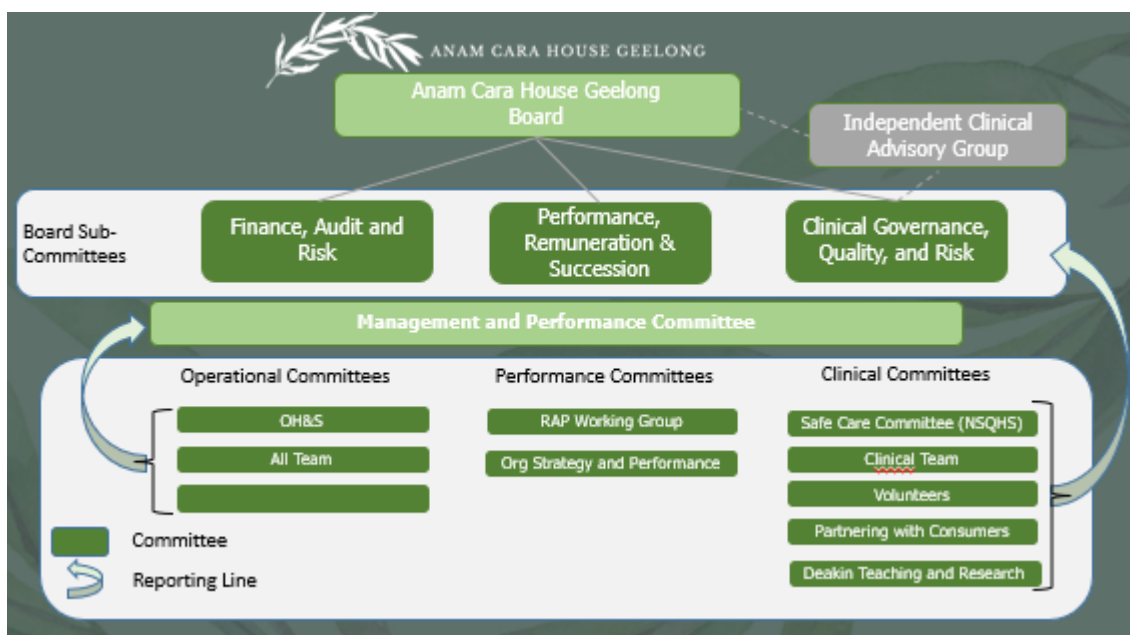 ANAM CARA HOUSE GEELONG
Anam Cara House Geelong
Board
Independent Clinical
Advisory Group
Board Sub-
Committees
Finance, Audit and
Risk
Performance,
Remuneration &
Succession
Clinical Governance,
Quality, and Risk
Management and Performance Committee
Operational Committees
OH&S
All Team
Performance Committees
RAP Working Group
Org Strategy and Performance
Clinical Committees
Safe Care Committee (NSQHS)
Clinical Team
Volunteers
Partnering with Consumers
Deakin Teaching and Research
Committee
Reporting Line